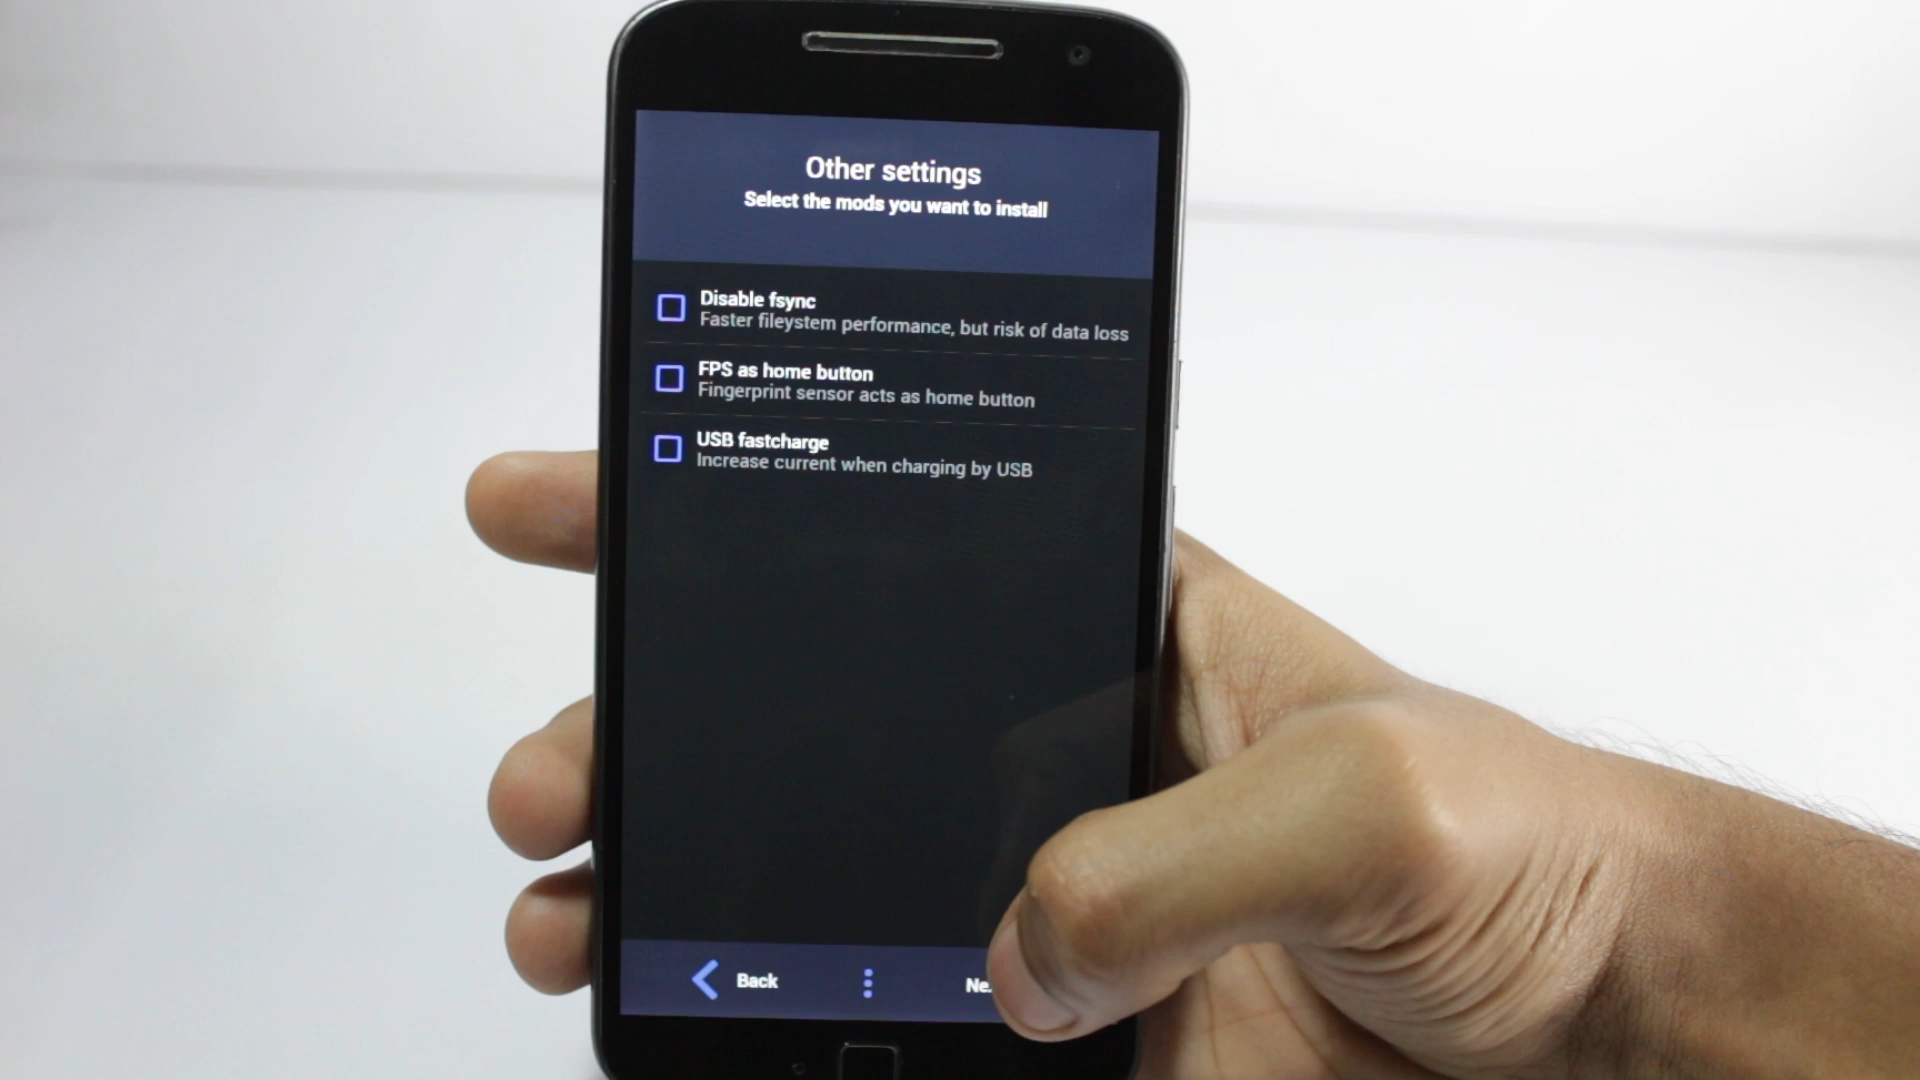 Other settings
Select the mods you want to install
Disable fsync
Faster fileystem performance, but risk of data loss
FPS as home button
Fingerprint sensor acts as home button
USB fastcharge
Increase current when charging by USB
Back